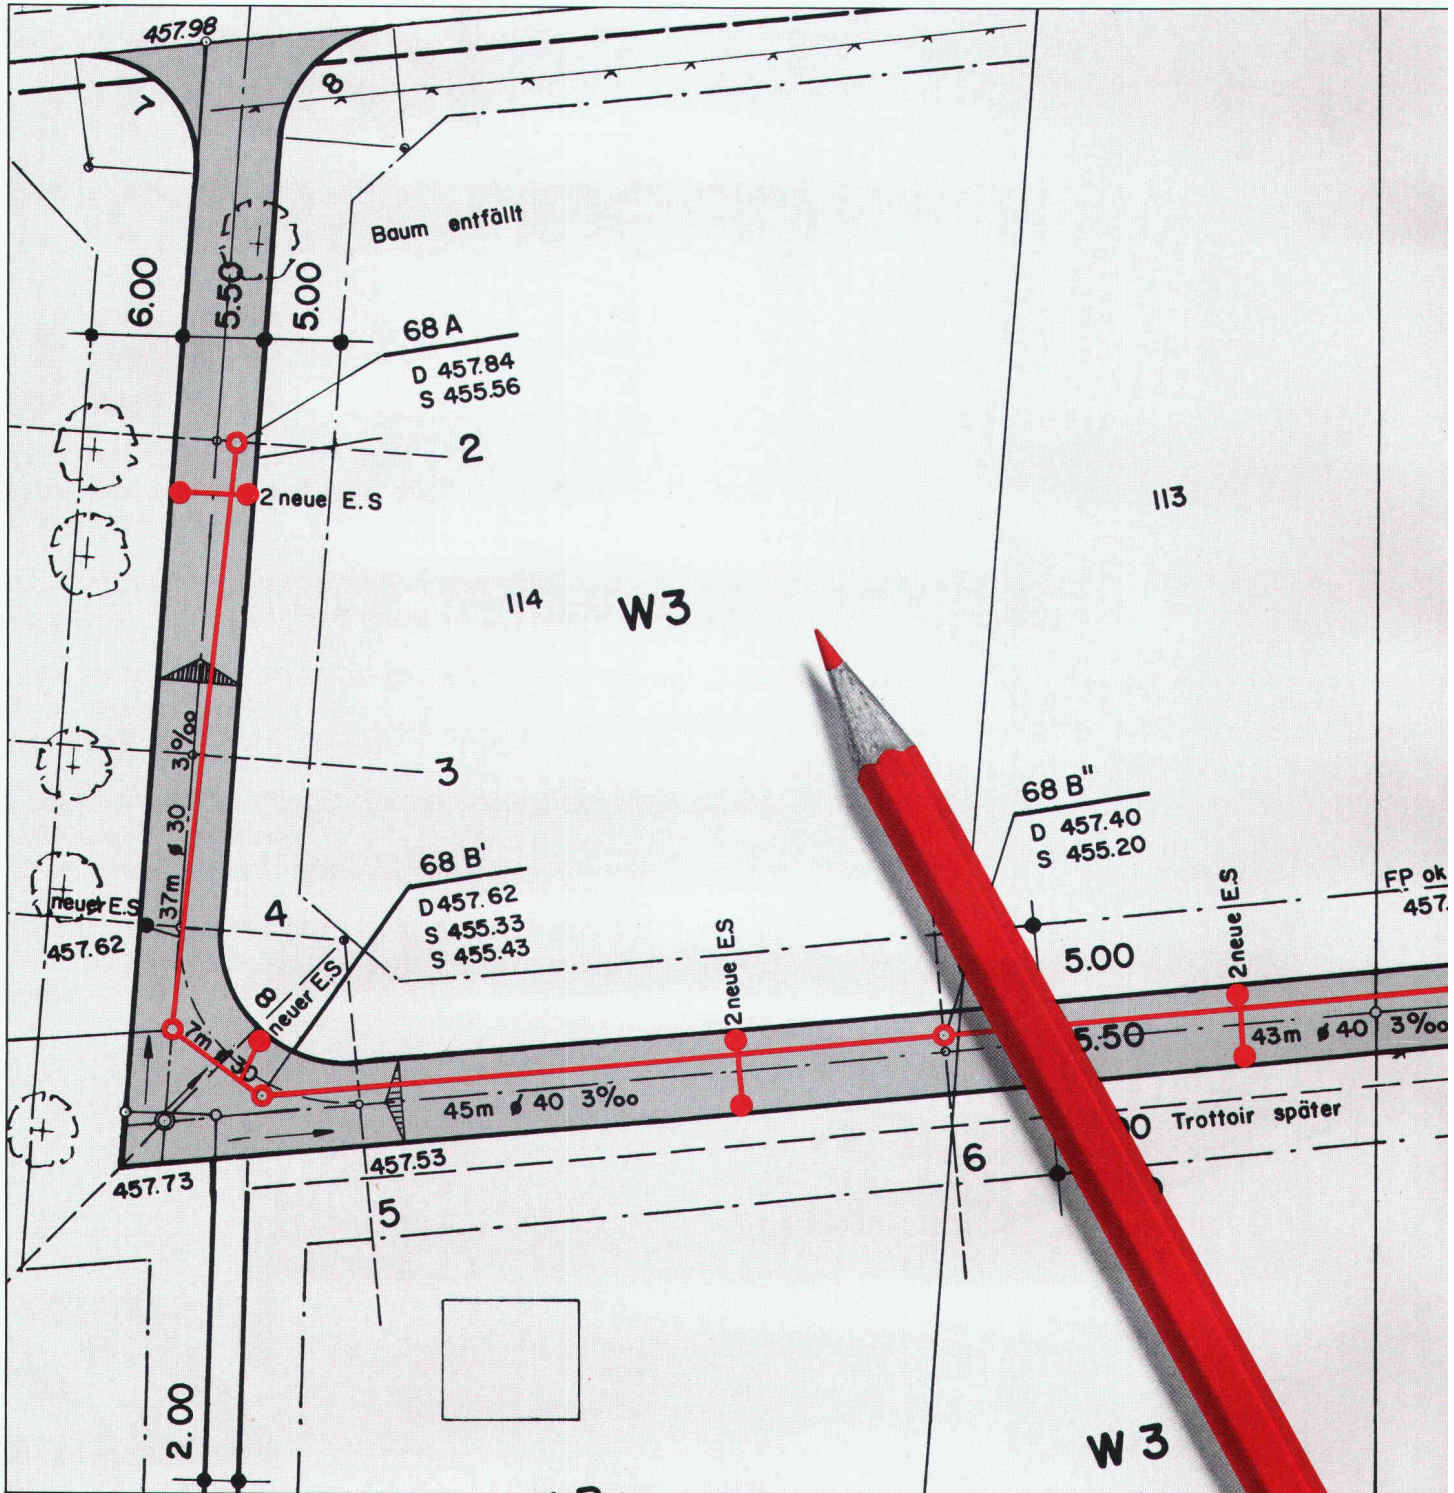 457.98
7
8
Baum entfällt
6.00
5.50
5.00
68 A
D 457.84
S 455.56
2
2 neue E.S
113
114
W3
3‰
37m ø 30
3
68 B"
D 457.40
S 455.20
68 B'
D 457.62
S 455.33
S 455.43
neuer E.S
457.62
4
8
neuer E.S
2 neue E.S
2 neue E.S
FP ok
457.
5.00
7m ø 30
5.50
43m ø 40 3‰
45m ø 40 3‰
Trottoir später
457.53
457.73
6
5
2.00
W3